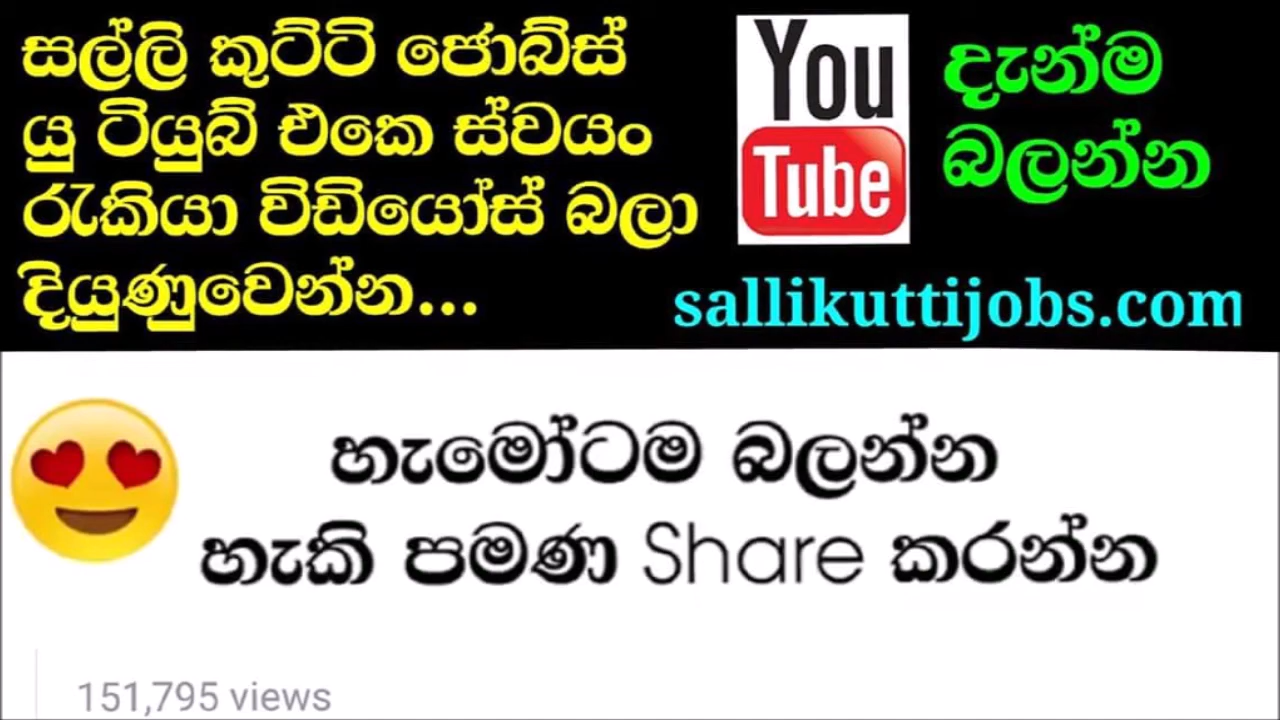 සල්ලි කුට්ටි ජොබ්ස්
යු ටියුබ් එකෙ ස්වයං
රැකියා විඩියෝස් බලා
දියුණුවෙන්න...
You
Tube
දැන්ම
බලන්න
sallikuttijobs.com
හැමෝටම බලන්න
හැකි පමණ Share කරන්න
151,795 views